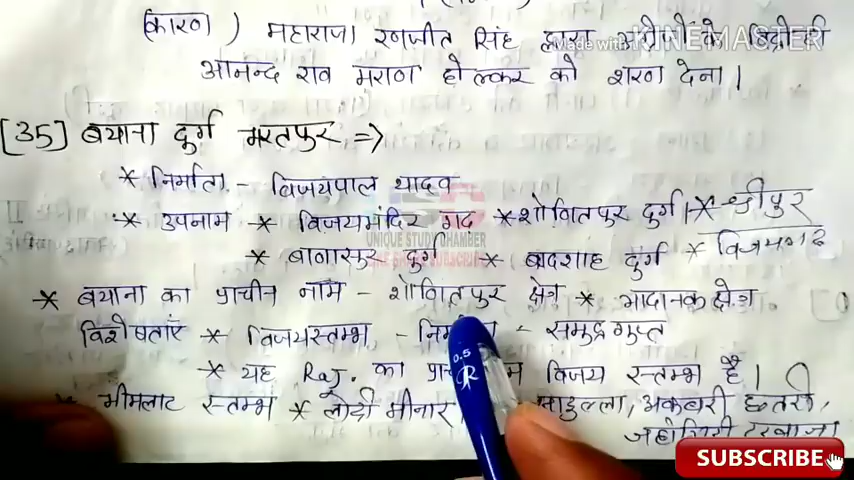 (कारण) महाराजा रणजीत सिंह द्वारा अंग्रेजों के विद्रोही
Made with KINEMASTER
आनन्द राव मराठा होल्कर को शरण देना।
[35] बयाना दुर्ग भरतपुर =>
* निर्माता - विजयपाल यादव
* उपनाम - * विजयमंदिर गढ़ * शोणितपुर दुर्ग। * श्रीपुर
UNIQUE STUDY CHAMBER
* बाणासुर दुर्ग * बादशाह दुर्ग * विजयगढ़
* बयाना का प्राचीन नाम - शोणितपुर क्षेत्र * भादानक क्षेत्र
विशेषताएँ * विजयस्तम्भ - - समुद्रगुप्त
* यह Raj. का विजय स्तम्भ है।
* भीमलाट स्तम्भ * लोदी मीनार अकबरी छतरी,
जहाँगिरी दरवाजा
SUBSCRIBE
0.5
R